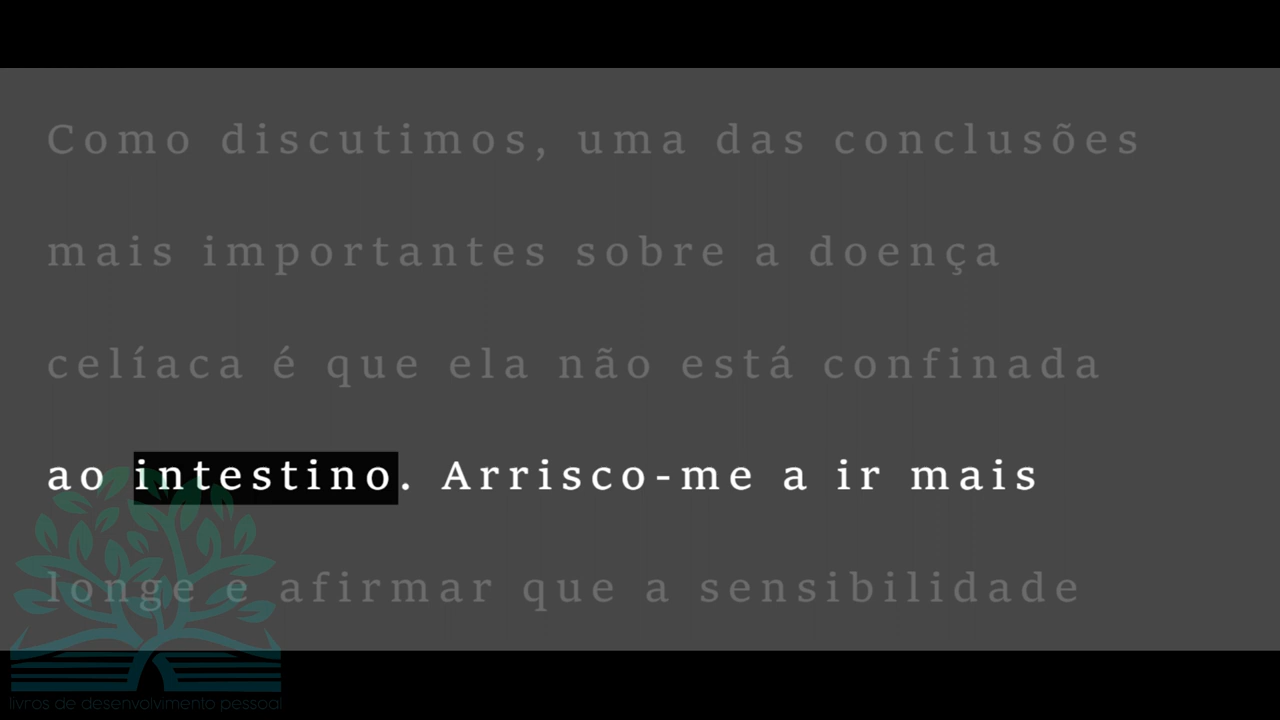 Como discutimos, uma das conclusões
mais importantes sobre a doença
celíaca é que ela não está confinada
ao intestino. Arrisco-me a ir mais
longe e afirmar que a sensibilidade
livros de desenvolvimento pessoal